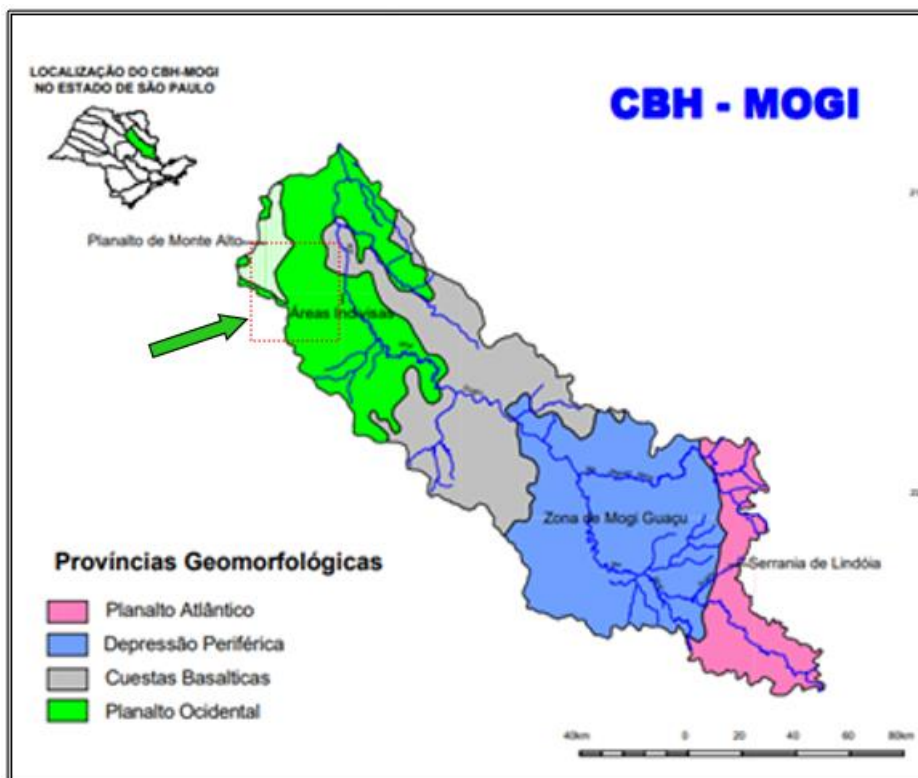 LOCALIZAÇÃO DO CBH-MOGI
NO ESTADO DE SÃO PAULO
CBH - MOGI
Planalto de Monte Alto
Áreas Indivisas
Zona de Mogi Guaçu
Serrania de Lindóia
Províncias Geomorfológicas
Planalto Atlântico
Depressão Periférica
Cuestas Basalticas
Planalto Ocidental
40km 0 20 40 60 80km